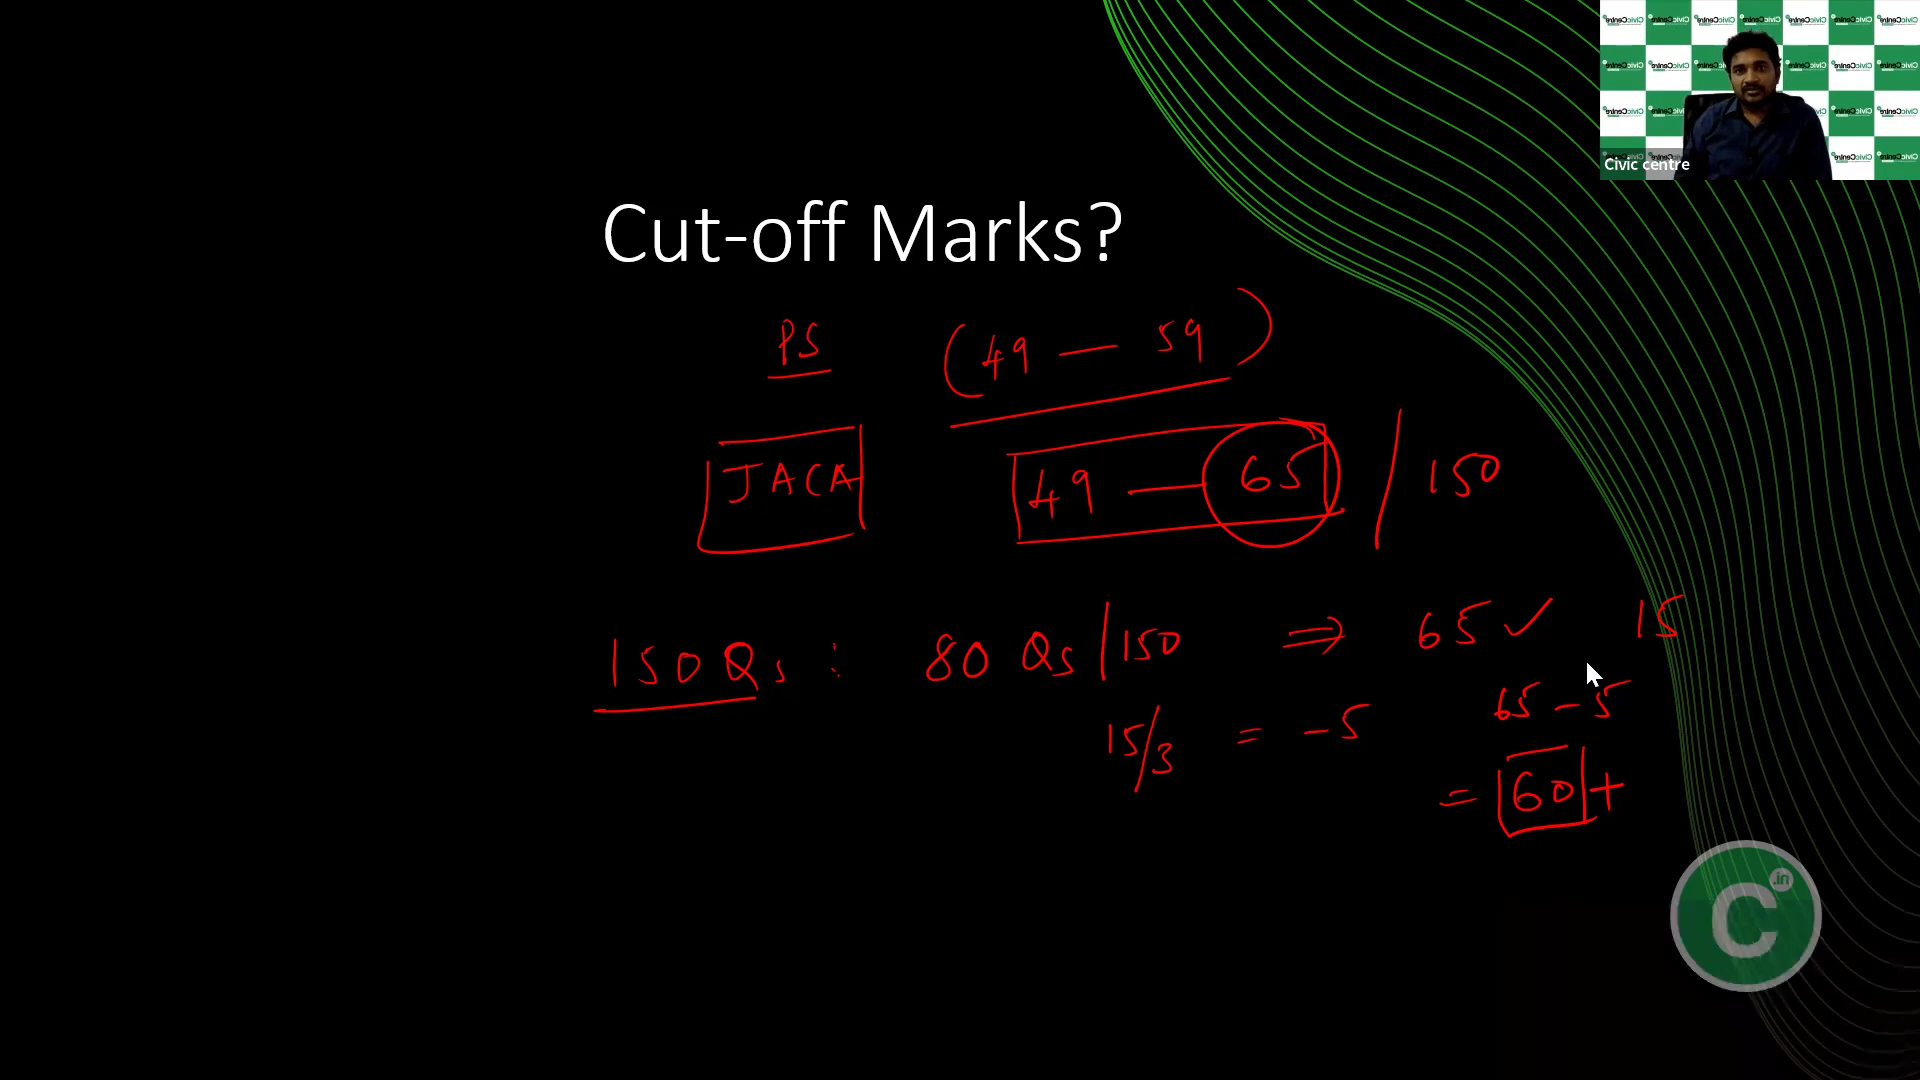 Civic centre
Cut-off Marks?
PS (49 — 59)
JACA 49 — 65 / 150
150 Qs : 80 Qs / 150 ⇒ 65 ✓ 15
15/3 = -5 65 - 5
= 60 +
C .in